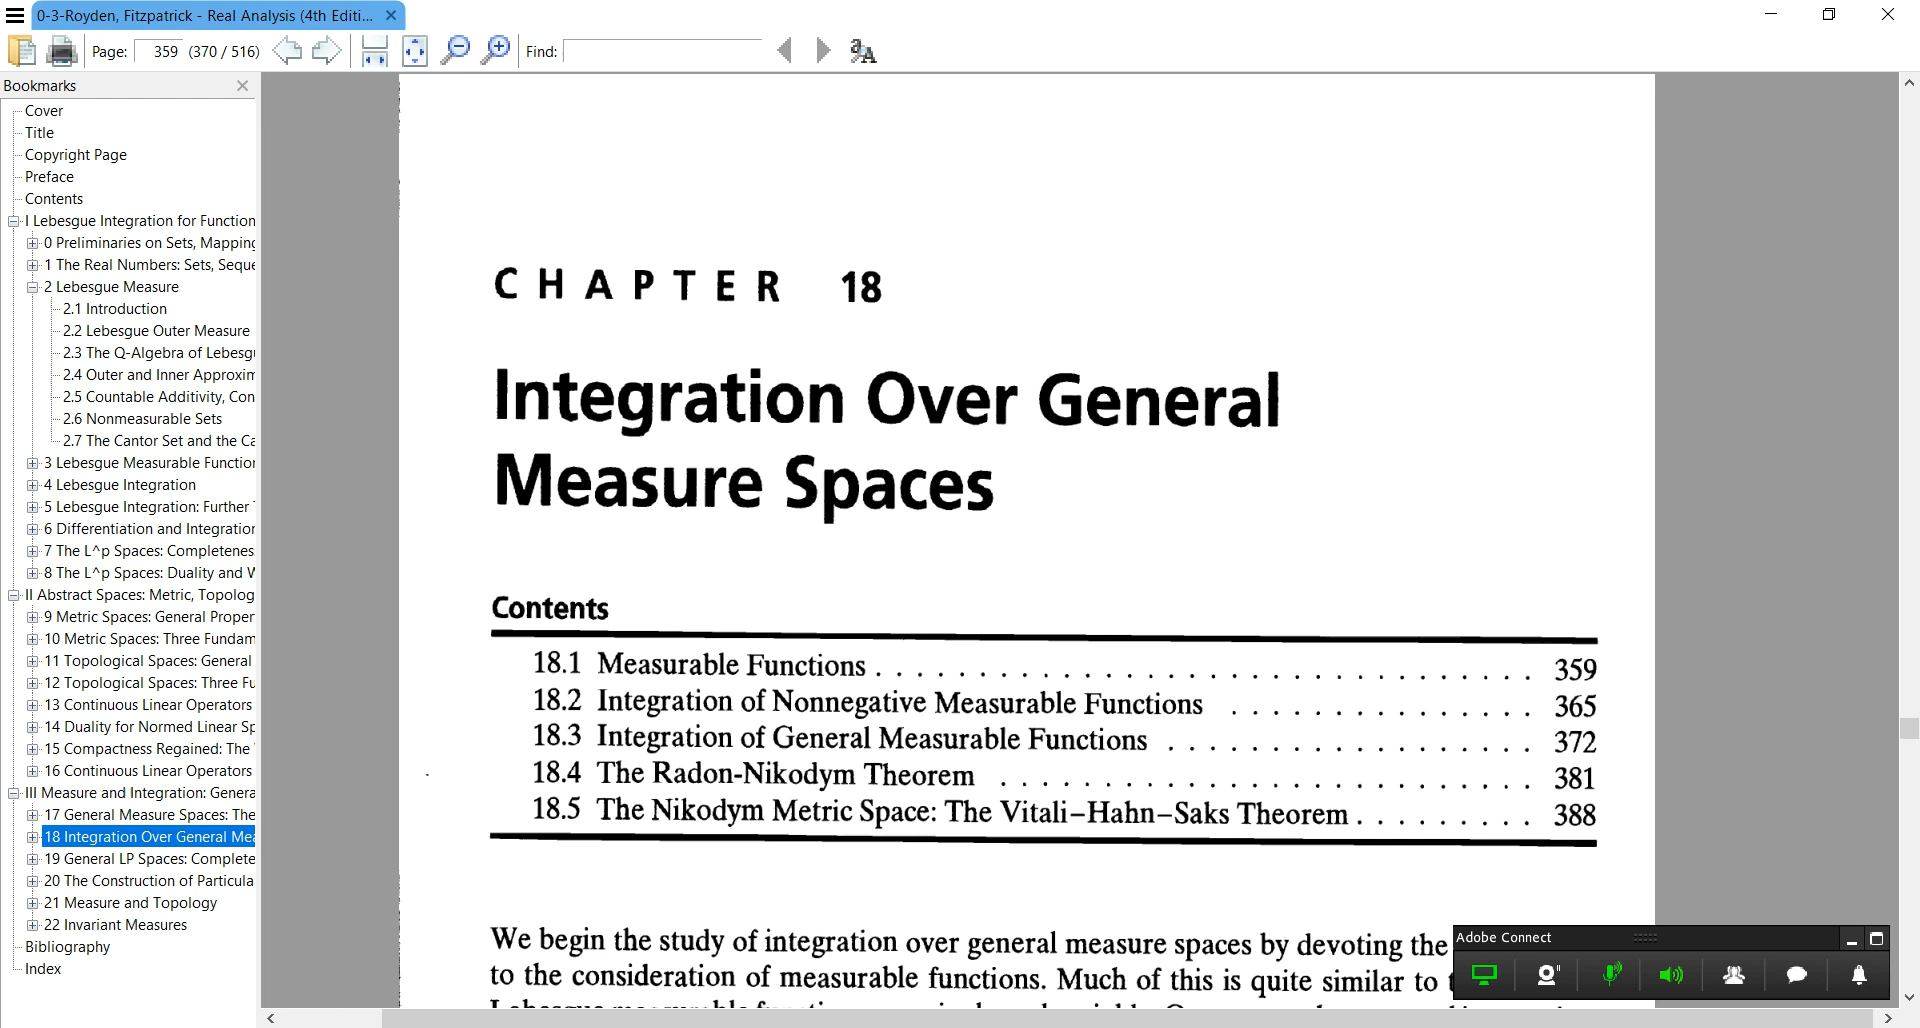 0-3-Royden, Fitzpatrick - Real Analysis (4th Editi...
Page: 359 (370 / 516) Find:
Bookmarks
Cover
Title
Copyright Page
Preface
Contents
I Lebesgue Integration for Function
0 Preliminaries on Sets, Mapping
1 The Real Numbers: Sets, Seque
2 Lebesgue Measure
2.1 Introduction
2.2 Lebesgue Outer Measure
2.3 The Q-Algebra of Lebesgu
2.4 Outer and Inner Approxim
2.5 Countable Additivity, Con
2.6 Nonmeasurable Sets
2.7 The Cantor Set and the Ca
3 Lebesgue Measurable Function
4 Lebesgue Integration
5 Lebesgue Integration: Further
6 Differentiation and Integration
7 The L^p Spaces: Completenes
8 The L^p Spaces: Duality and W
II Abstract Spaces: Metric, Topolog
9 Metric Spaces: General Proper
10 Metric Spaces: Three Fundam
11 Topological Spaces: General
12 Topological Spaces: Three Fu
13 Continuous Linear Operators
14 Duality for Normed Linear Sp
15 Compactness Regained: The
16 Continuous Linear Operators
III Measure and Integration: Genera
17 General Measure Spaces: The
18 Integration Over General Mea
19 General LP Spaces: Complete
20 The Construction of Particula
21 Measure and Topology
22 Invariant Measures
Bibliography
Index
CHAPTER 18
Integration Over General
Measure Spaces
Contents
18.1 Measurable Functions . . . . . . . . . . . . . . . . . . . . . . . . . . . . . . . . 359
18.2 Integration of Nonnegative Measurable Functions . . . . . . . . . . . . . . . 365
18.3 Integration of General Measurable Functions . . . . . . . . . . . . . . . . . . 372
18.4 The Radon-Nikodym Theorem . . . . . . . . . . . . . . . . . . . . . . . . . . 381
18.5 The Nikodym Metric Space: The Vitali–Hahn–Saks Theorem . . . . . . . . . 388
We begin the study of integration over general measure spaces by devoting the
to the consideration of measurable functions. Much of this is quite similar to
Adobe Connect